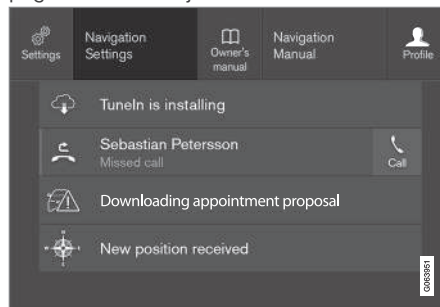 Settings
Navigation
Settings
Owner's
manual
Navigation
Manual
Profile
TuneIn is installing
Sebastian Petersson
Missed call
Call
Downloading appointment proposal
New position received
G063951